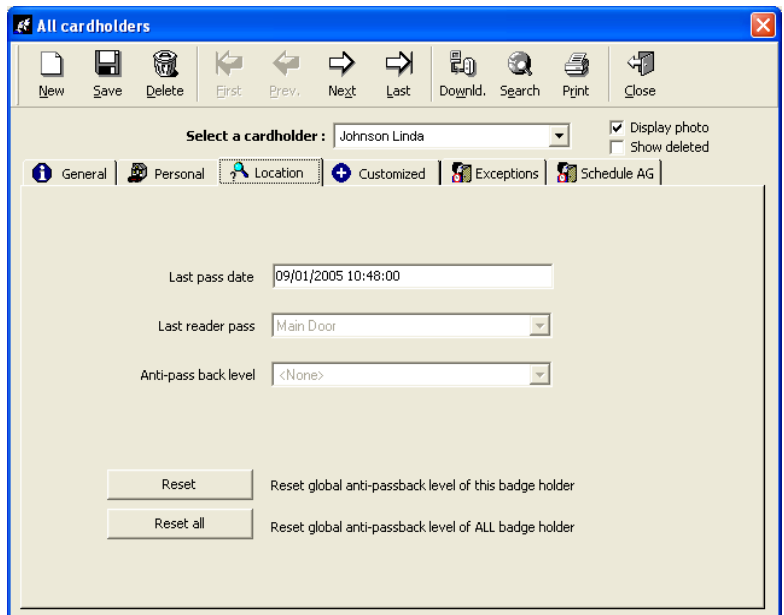 All cardholders
New Save Delete First Prev. Next Last Downld. Search Print Close
Select a cardholder : Johnson Linda Display photo
Show deleted
General Personal Location Customized Exceptions Schedule AG
Last pass date 09/01/2005 10:48:00
Last reader pass Main Door
Anti-pass back level <None>
Reset Reset global anti-passback level of this badge holder
Reset all Reset global anti-passback level of ALL badge holder